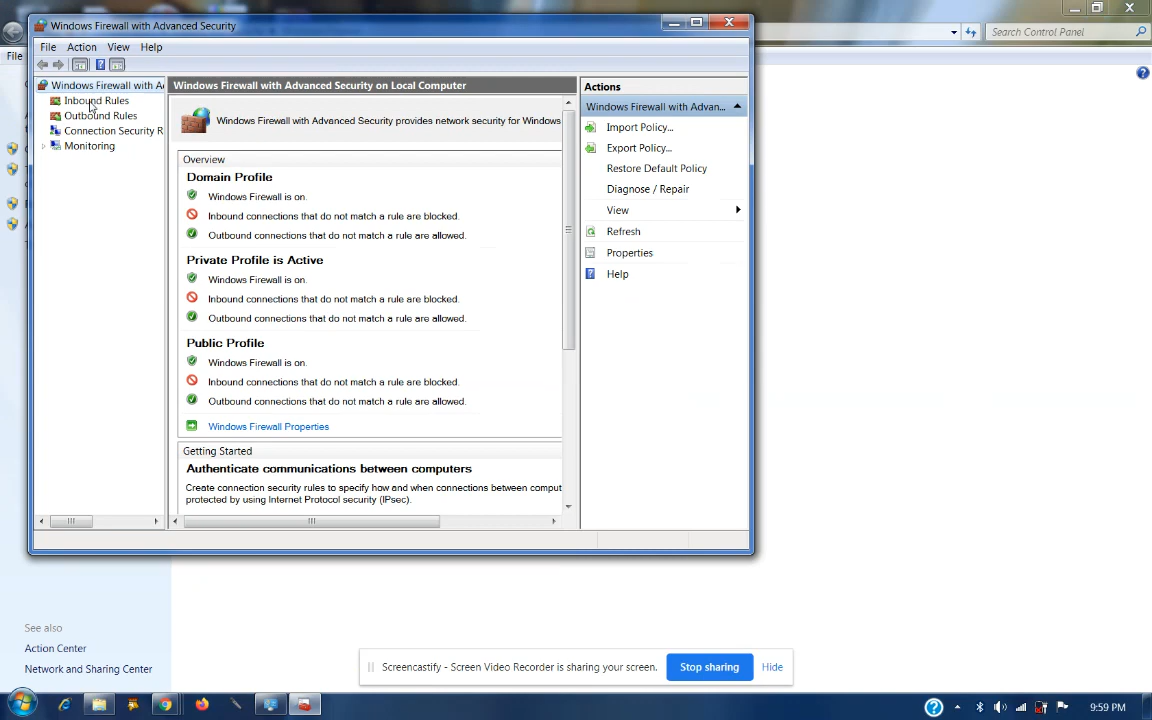 Windows Firewall with Advanced Security
File Action View Help
Windows Firewall with A
Inbound Rules
Outbound Rules
Connection Security R
Monitoring
Windows Firewall with Advanced Security on Local Computer
Windows Firewall with Advanced Security provides network security for Windows
Overview
Domain Profile
Windows Firewall is on.
Inbound connections that do not match a rule are blocked.
Outbound connections that do not match a rule are allowed.
Private Profile is Active
Windows Firewall is on.
Inbound connections that do not match a rule are blocked.
Outbound connections that do not match a rule are allowed.
Public Profile
Windows Firewall is on.
Inbound connections that do not match a rule are blocked.
Outbound connections that do not match a rule are allowed.
Windows Firewall Properties
Getting Started
Authenticate communications between computers
Create connection security rules to specify how and when connections between comput
protected by using Internet Protocol security (IPsec).
Actions
Windows Firewall with Advan...
Import Policy...
Export Policy...
Restore Default Policy
Diagnose / Repair
View
Refresh
Properties
Help
Search Control Panel
File
See also
Action Center
Network and Sharing Center
Screencastify - Screen Video Recorder is sharing your screen.
Stop sharing
Hide
9:59 PM